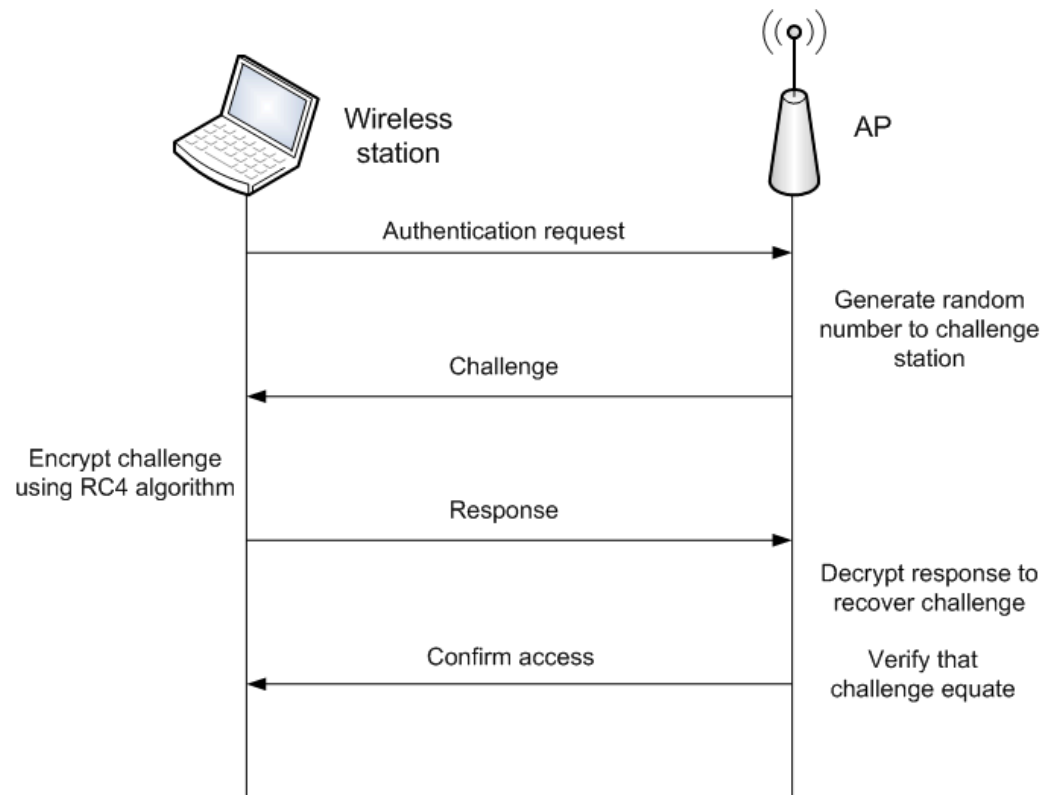 Wireless
station
AP
Authentication request
Generate random
number to challenge
station
Challenge
Encrypt challenge
using RC4 algorithm
Response
Decrypt response to
recover challenge
Confirm access
Verify that
challenge equate